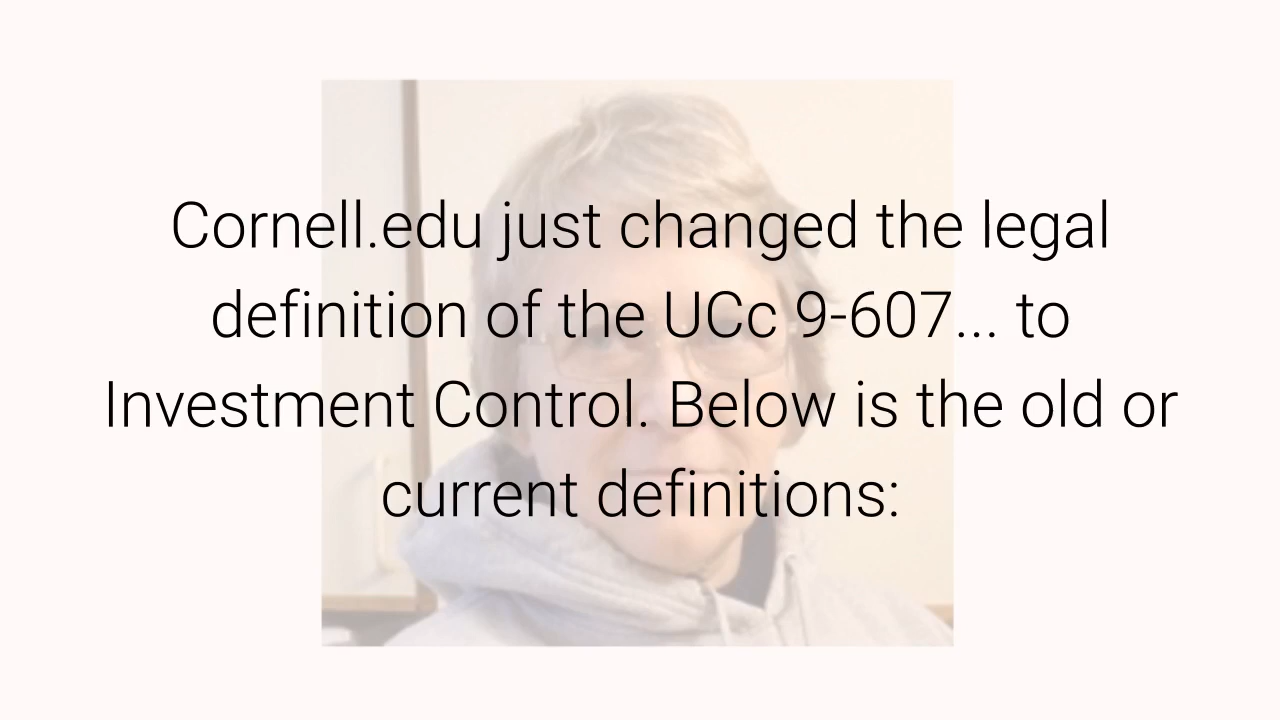 Cornell.edu just changed the legal
definition of the UCc 9-607... to
Investment Control. Below is the old or
current definitions: